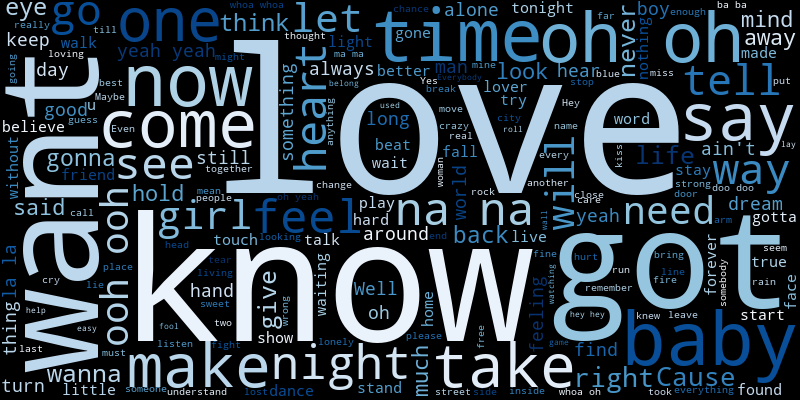 eye
go
one
think
let
whoa whoa
chance
alone
tonight
far
never
boy
enough
ba ba
mind
really
till
thought
light
time
oh oh
nothing
blue
miss
away
keep
walk
yeah yeah
might
ma ma
gone
made
loving
going
day
now
love
always
better
man
mine
look
hear
stop
tell
put
best
Maybe
something
heart
belong
Yes
everybody
break
lover
try
Hey
good
u
guess
want
come
anything
used
long
move
crazy
real
city
roll
name
word
say
believe
Even
beat
kiss
ain't
lay
gonna
see
still
together
wait
fall
woman
every
will
life
way
without
friend
change
world
rock
another
close
care
stay
strong
door
doo doo
said
call
ooh ooh
hold
mean
people
oh yeah
play
hard
na na
wall
yeah
need
dream
arm
gotta
girl
feel
touch
looking
talk
around
end
back
live
la la
thing
place
lie
cry
know
head
tear
living
hand
sweet
two
give
wrong
waiting
Well
oh
home
feeling
fine
watching
got
hurt
run
remember
bring
line
fire
forever
somebody
seem
true
rain
face
help
easy
last
must
fool
listen
fight
show
lonely
please
free
game
hey hey
knew
leave
start
baby
turn
wanna
little
make
someone
understand
night
lost
dance
stand
much
take
street
side
inside
find
right
whoa oh
Cause
took
everything
found